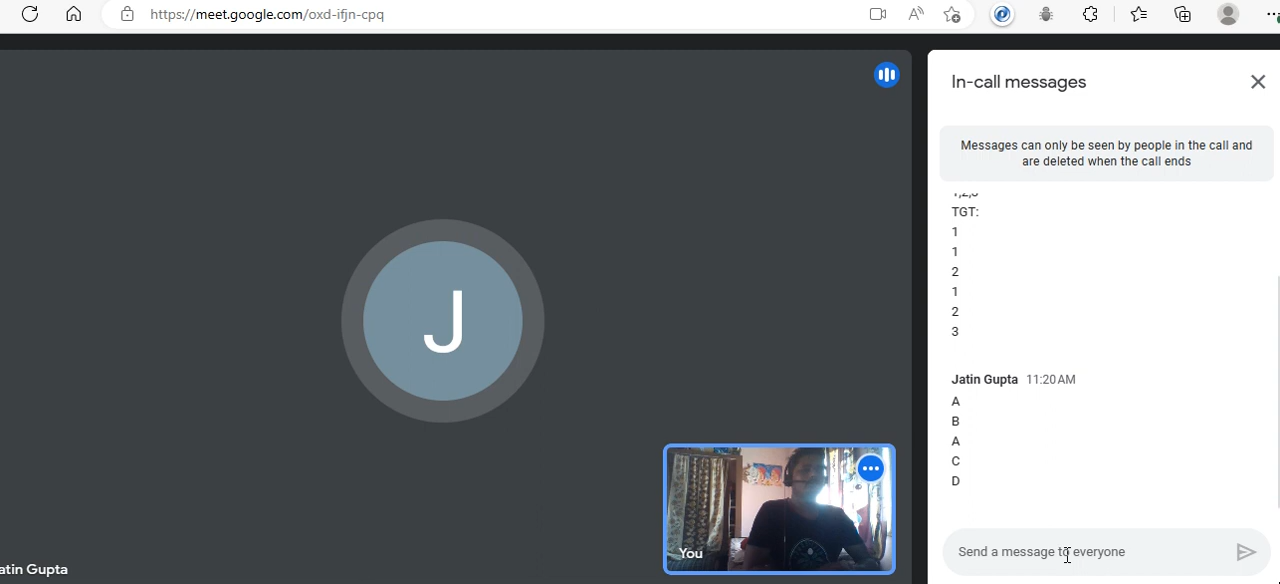 https://meet.google.com/oxd-ifjn-cpq
In-call messages
Messages can only be seen by people in the call and
are deleted when the call ends
TGT:
1
1
2
1
2
3
Jatin Gupta 11:20 AM
A
B
A
C
D
J
You
atin Gupta
Send a message to everyone